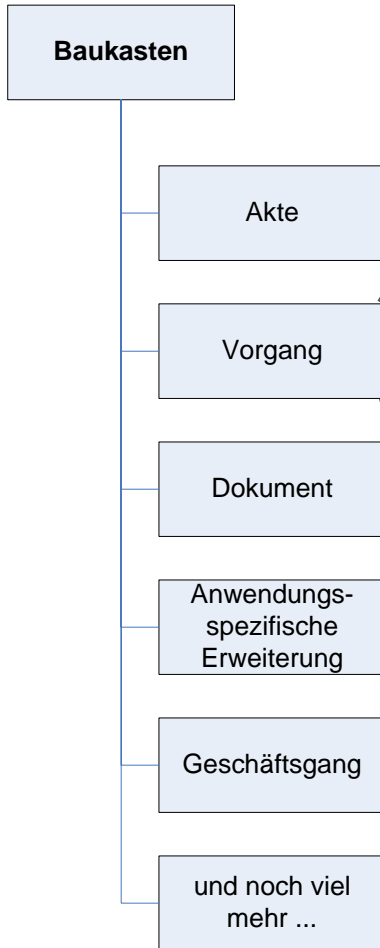 Baukasten
Akte
Vorgang
Dokument
Anwendungs-
spezifische
Erweiterung
Geschäftsgang
und noch viel
mehr ...